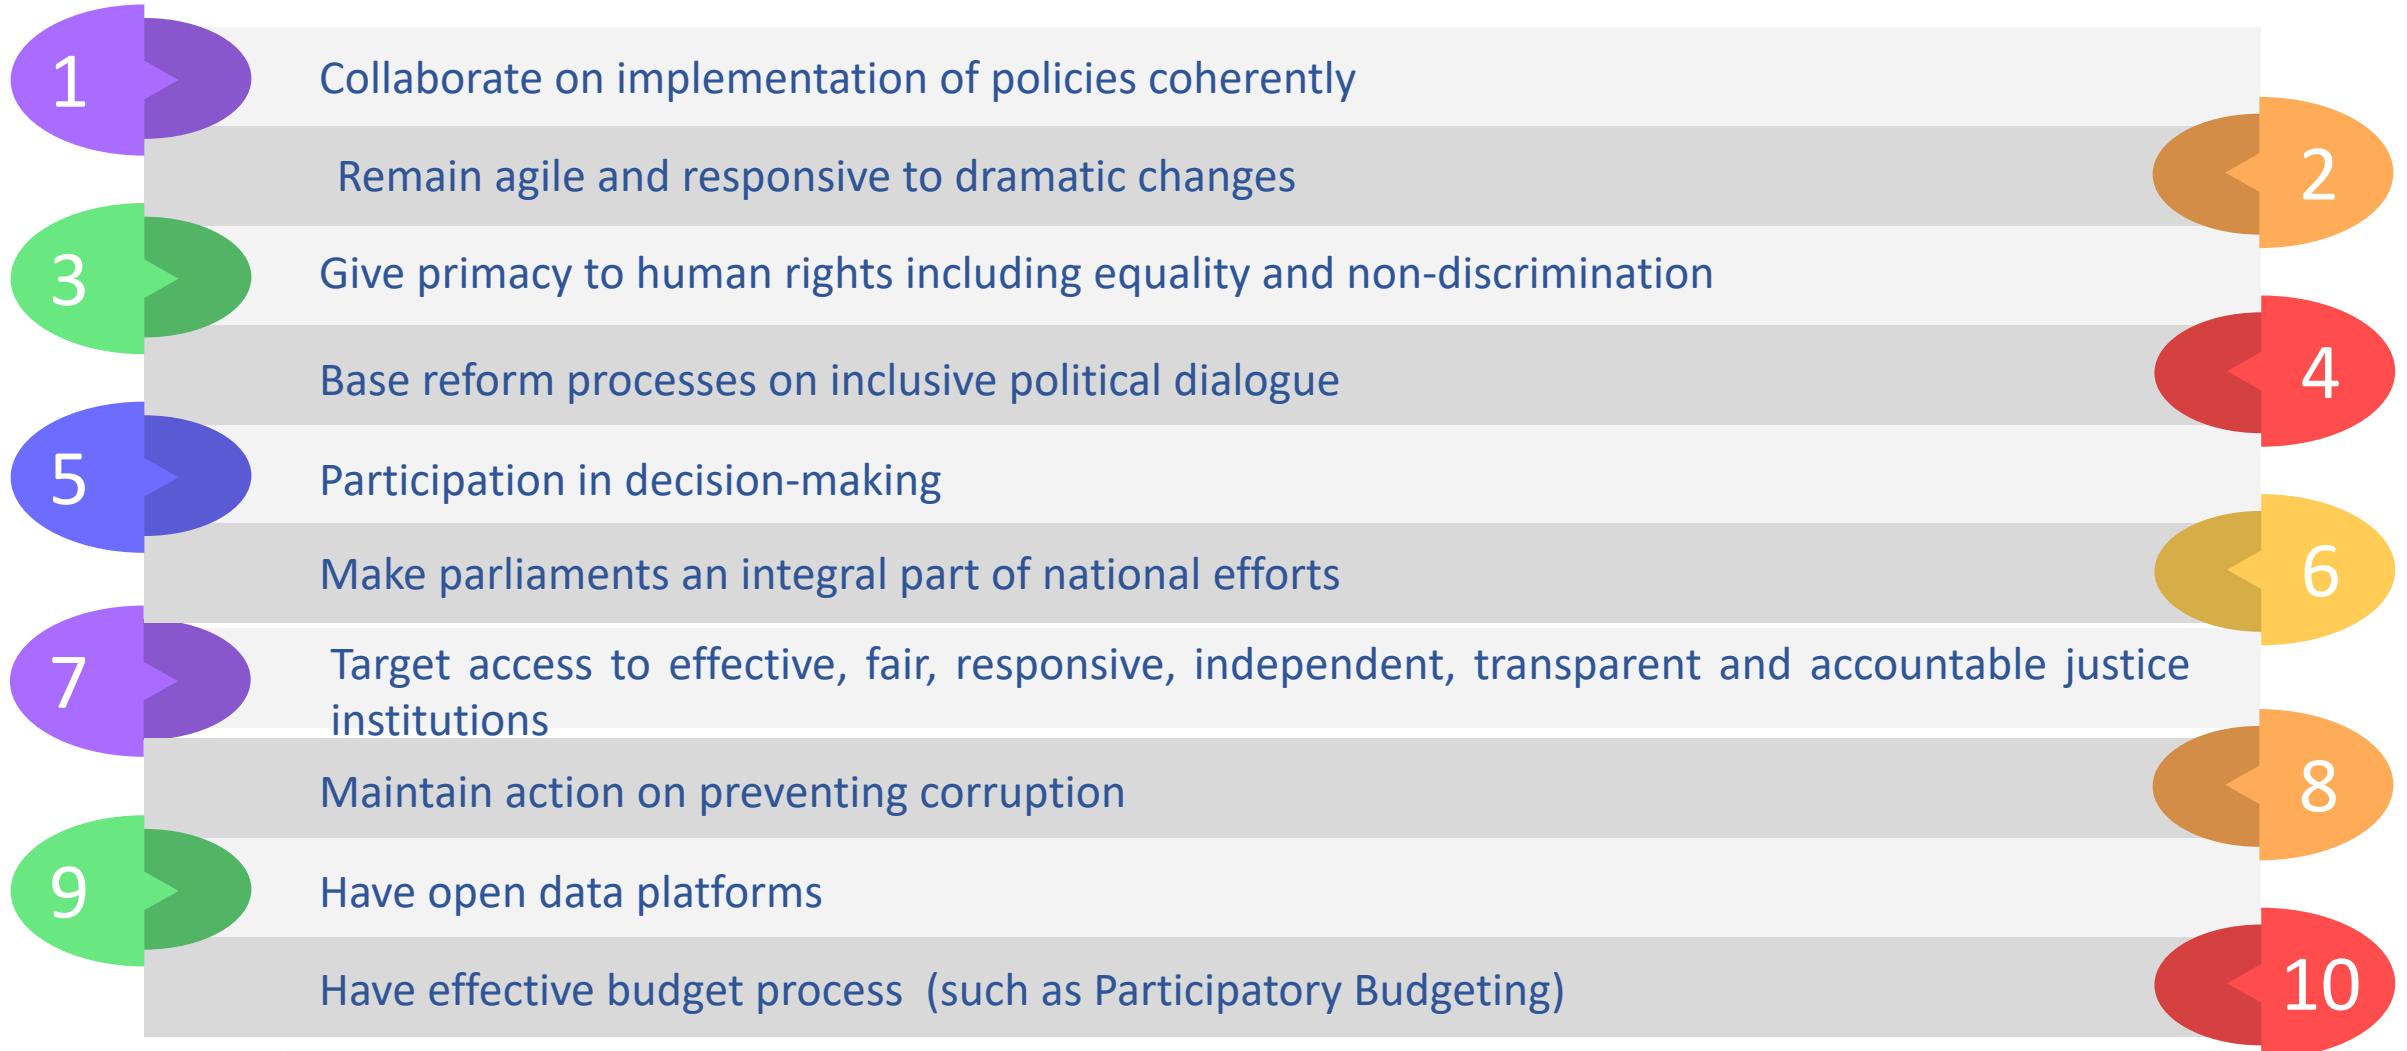 1
Collaborate on implementation of policies coherently
Remain agile and responsive to dramatic changes
2
3
Give primacy to human rights including equality and non-discrimination
Base reform processes on inclusive political dialogue
4
5
Participation in decision-making
Make parliaments an integral part of national efforts
6
7
Target access to effective, fair, responsive, independent, transparent and accountable justice
institutions
Maintain action on preventing corruption
8
9
Have open data platforms
Have effective budget process  (such as Participatory Budgeting)
10